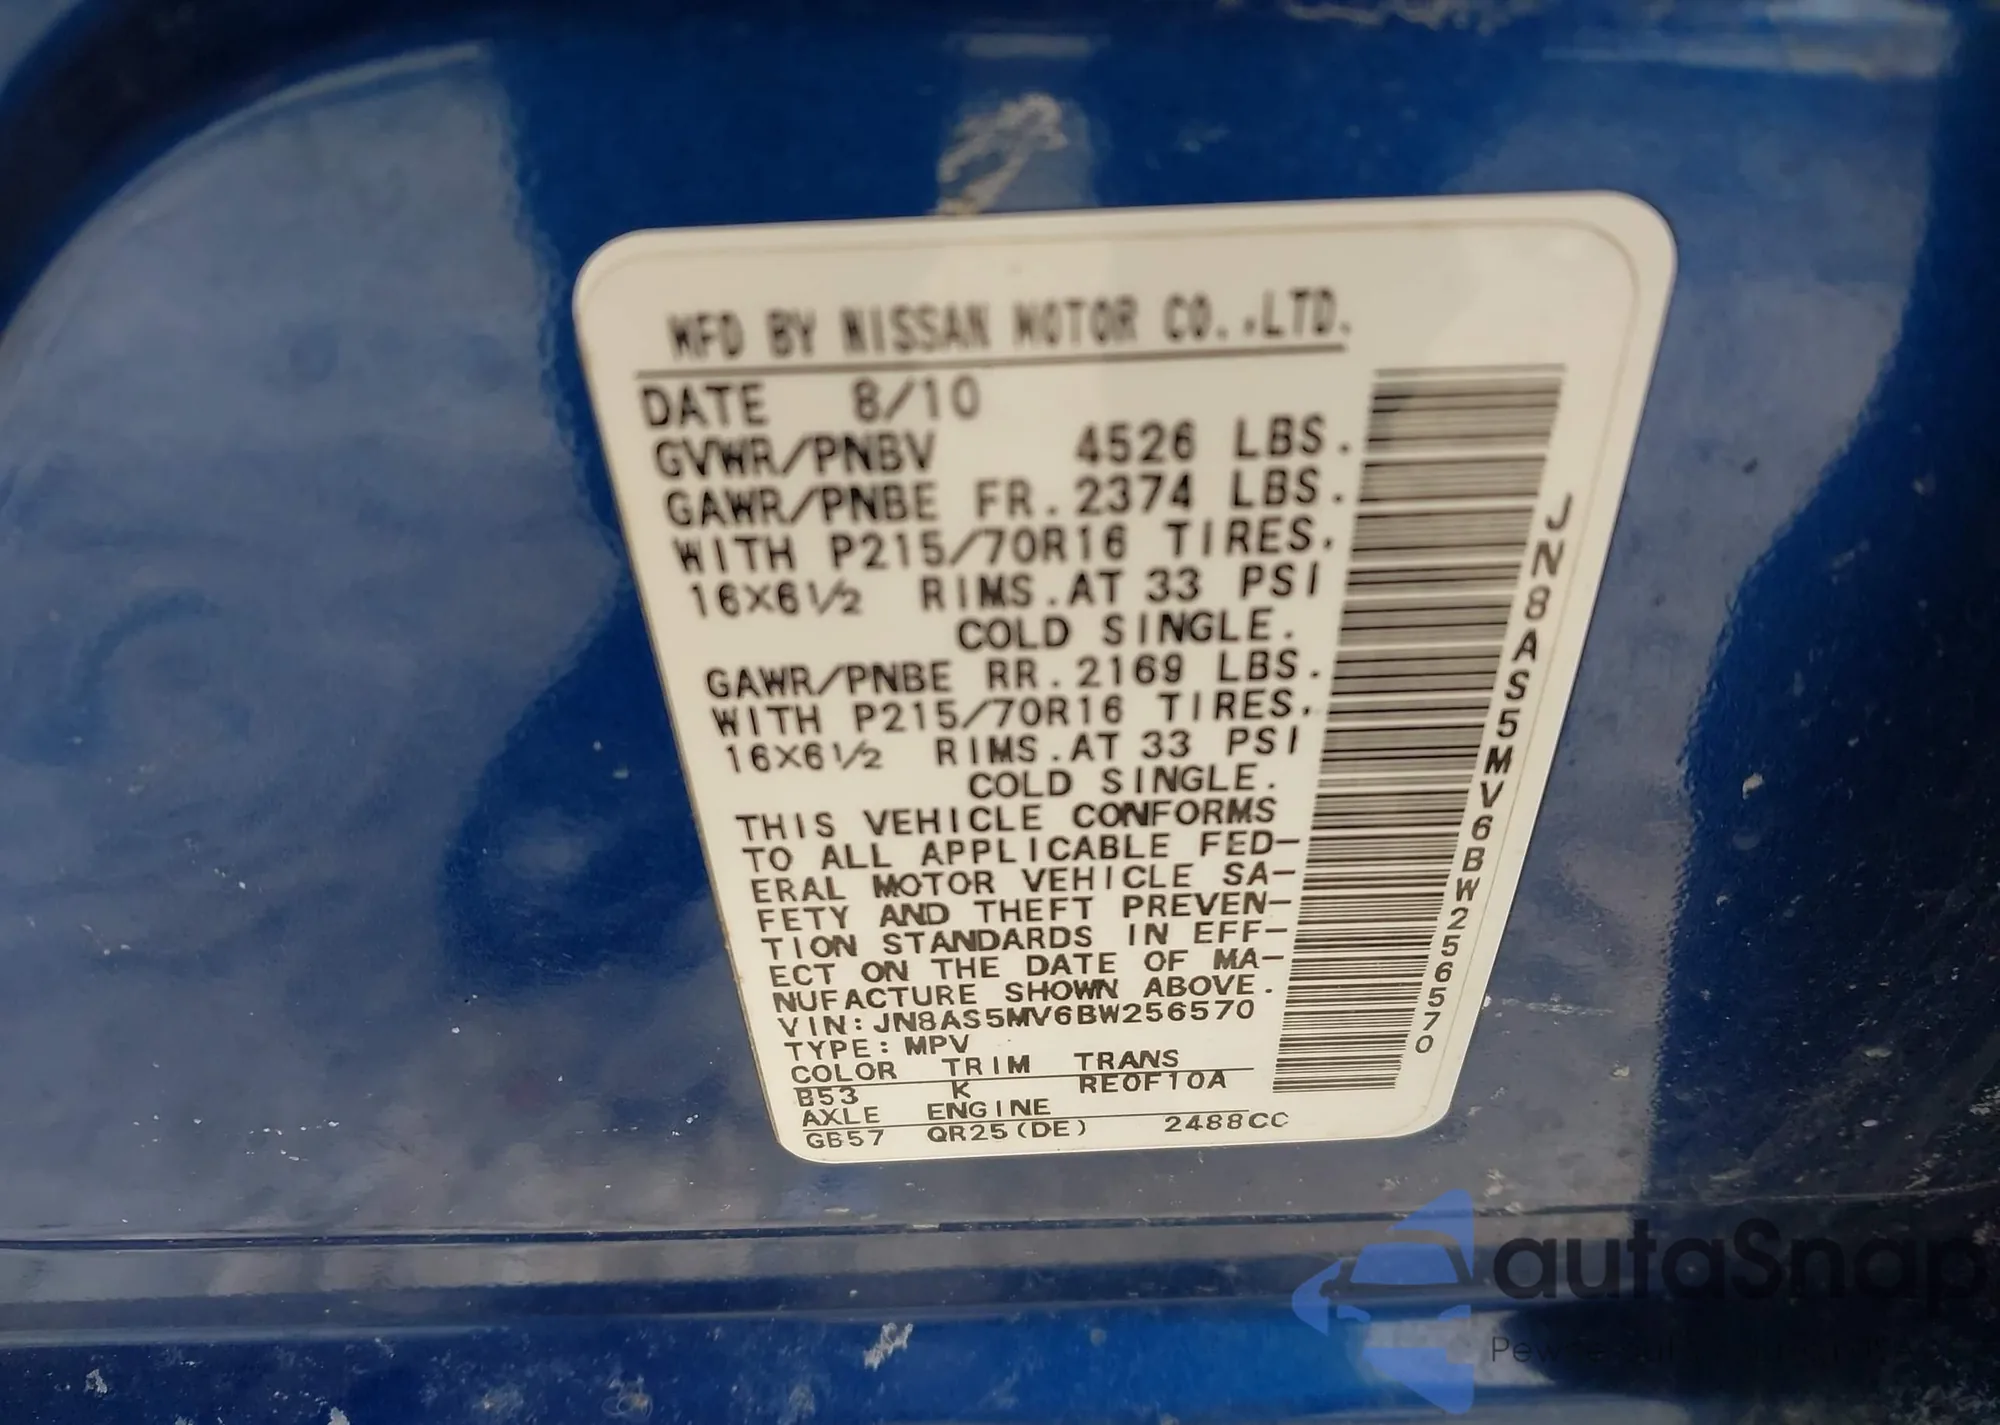 MFD BY NISSAN MOTOR CO.,LTD.
DATE 8/10
GVWR/PNBV 4526 LBS.
GAWR/PNBE FR. 2374 LBS.
WITH P215/70R16 TIRES.
16X6½ RIMS. AT 33 PSI
COLD SINGLE.
GAWR/PNBE RR. 2169 LBS.
WITH P215/70R16 TIRES.
16X6½ RIMS. AT 33 PSI
COLD SINGLE.
THIS VEHICLE CONFORMS
TO ALL APPLICABLE FED-
ERAL MOTOR VEHICLE SA-
FETY AND THEFT PREVEN-
TION STANDARDS IN EFF-
ECT ON THE DATE OF MA-
NUFACTURE SHOWN ABOVE.
VIN: JN8AS5MV6BW256570
TYPE: MPV
COLOR TRIM TRANS
B53 K RE0F10A
AXLE ENGINE
GB57 QR25(DE) 2488CC
JN8AS5MV6BW256570
autaSnap